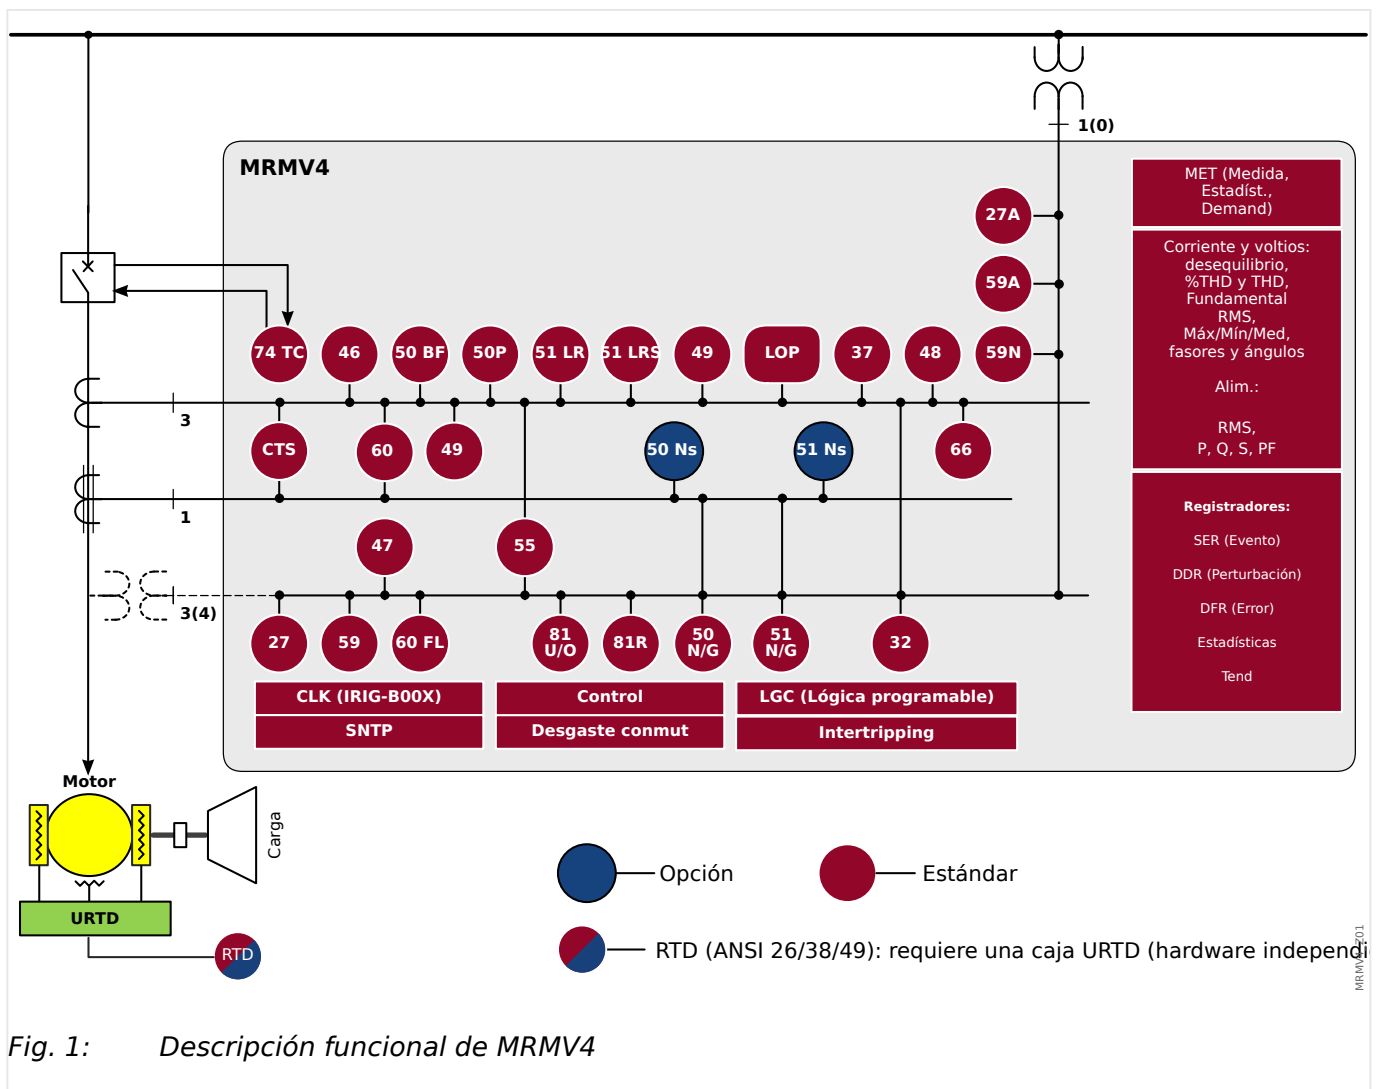 1(0)
MRMV4
MET (Medida,
Estadíst.,
Demand)
27A
Corriente y voltios:
desequilibrio,
%THD y THD,
Fundamental
RMS,
Máx/Mín/Med,
fasores y ángulos
Alim.:
RMS,
P, Q, S, PF
59A
74 TC
46
50 BF
50P
51 LR
51 LRS
49
LOP
37
48
59N
3
CTS
60
49
50 Ns
51 Ns
66
1
Registradores:
SER (Evento)
DDR (Perturbación)
DFR (Error)
Estadísticas
Tend
47
55
3(4)
27
59
60 FL
81
U/O
81R
50
N/G
51
N/G
32
CLK (IRIG-B00X)
SNTP
Control
Desgaste conmut
LGC (Lógica programable)
Intertripping
Motor
Carga
URTD
RTD
Opción
Estándar
RTD (ANSI 26/38/49): requiere una caja URTD (hardware independi
Fig. 1: Descripción funcional de MRMV4